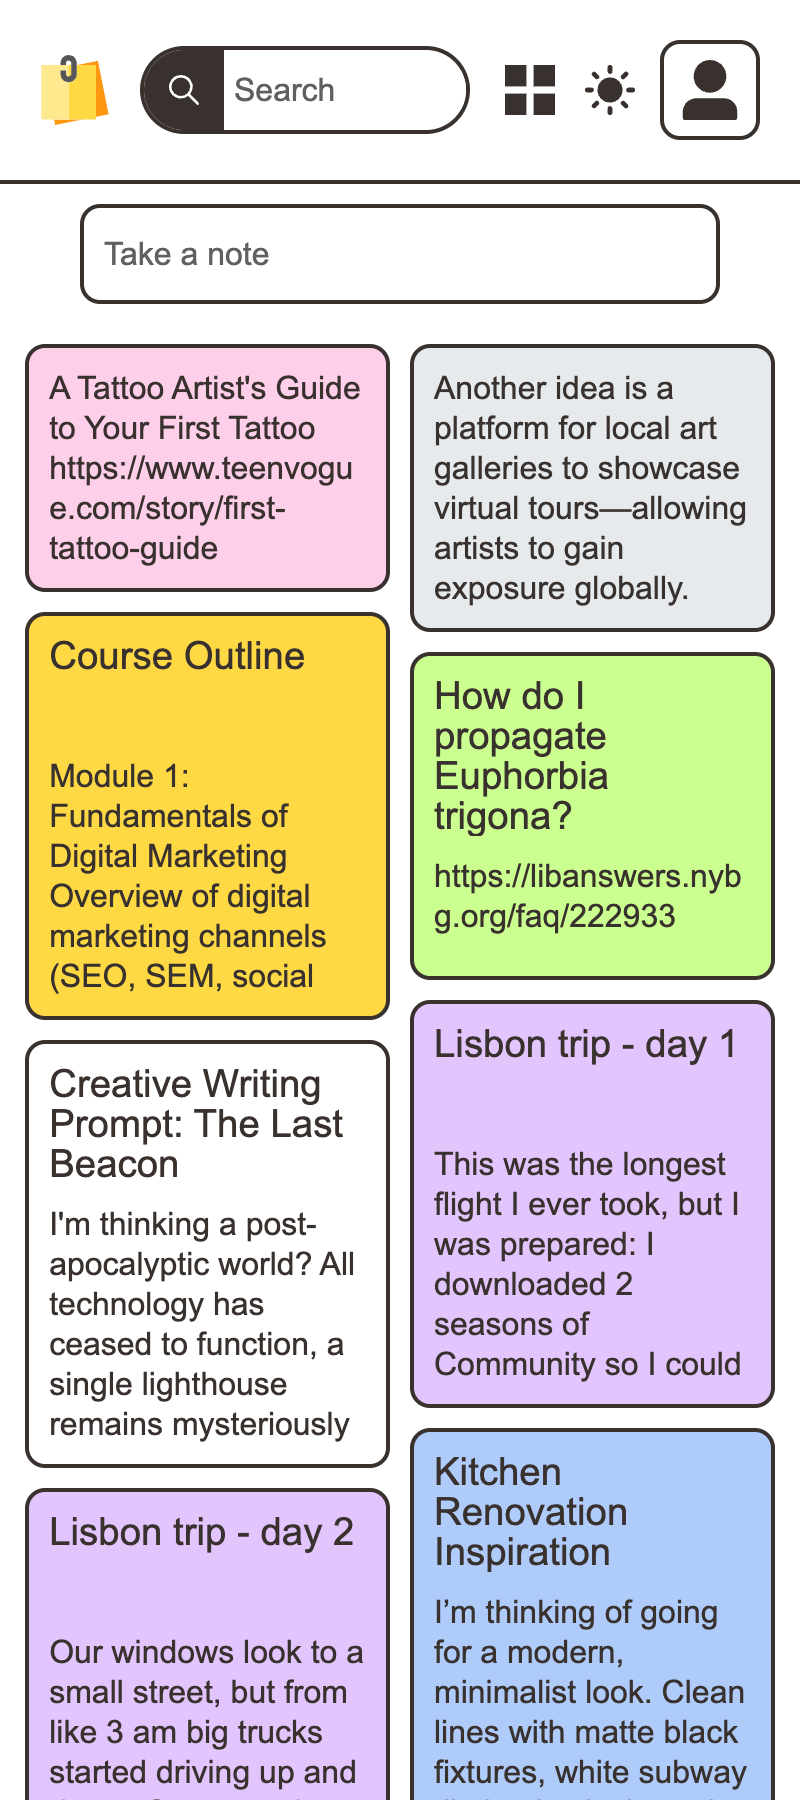 Search
Take a note
A Tattoo Artist's Guide
to Your First Tattoo
https://www.teenvogu
e.com/story/first-
tattoo-guide
Another idea is a
platform for local art
galleries to showcase
virtual tours—allowing
artists to gain
exposure globally.
Course Outline
Module 1:
Fundamentals of
Digital Marketing
Overview of digital
marketing channels
(SEO, SEM, social
How do I
propagate
Euphorbia
trigona?
https://libanswers.nyb
g.org/faq/222933
Creative Writing
Prompt: The Last
Beacon
I'm thinking a post-
apocalyptic world? All
technology has
ceased to function, a
single lighthouse
remains mysteriously
Lisbon trip - day 1
This was the longest
flight I ever took, but I
was prepared: I
downloaded 2
seasons of
Community so I could
Lisbon trip - day 2
Our windows look to a
small street, but from
like 3 am big trucks
started driving up and
Kitchen
Renovation
Inspiration
I’m thinking of going
for a modern,
minimalist look. Clean
lines with matte black
fixtures, white subway